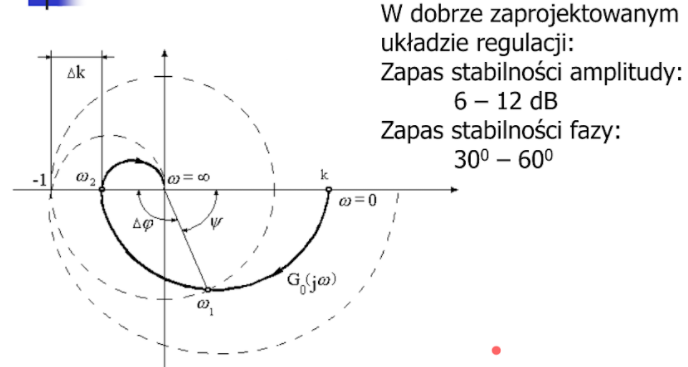 W dobrze zaprojektowanym
układzie regulacji:
Zapas stabilności amplitudy:
6 – 12 dB
Zapas stabilności fazy:
30⁰ – 60⁰
Δk
-1
ω₂
ω=∞
k
ω=0
Δφ
ψ
G₀(jω)
ω₁